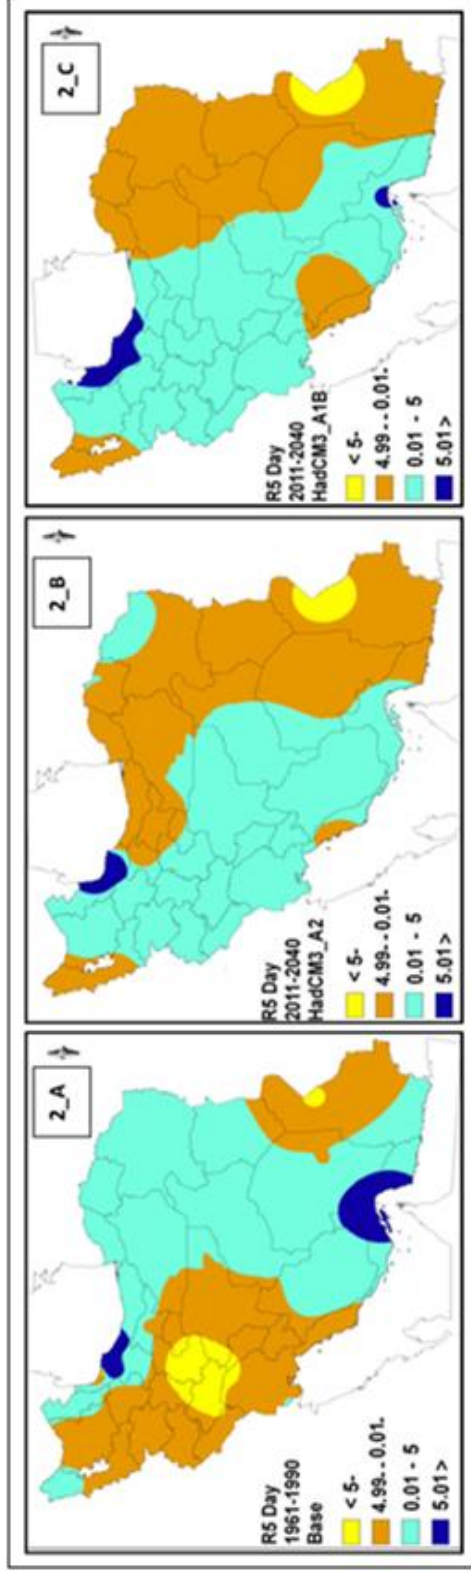 2_A
R5 Day
1961-1990
Base
< 5-
4.99- - 0.01-
0.01 - 5
5.01 >
2_B
R5 Day
2011-2040
HadCM3_A2
< 5-
4.99- - 0.01-
0.01 - 5
5.01 >
2_C
R5 Day
2011-2040
HadCM3_A1B
< 5-
4.99- - 0.01-
0.01 - 5
5.01 >